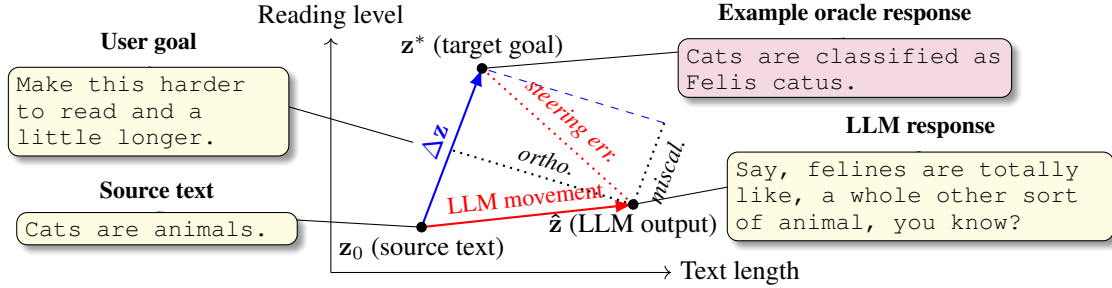 Reading level
Example oracle response
User goal
z* (target goal)
Make this harder
to read and a
little longer.
Cats are classified as
Felis catus.
Δz
steering err.
ortho.
miscal.
LLM response
Say, felines are totally
like, a whole other sort
of animal, you know?
Source text
Cats are animals.
LLM movement
z₀ (source text)
ẑ (LLM output)
Text length